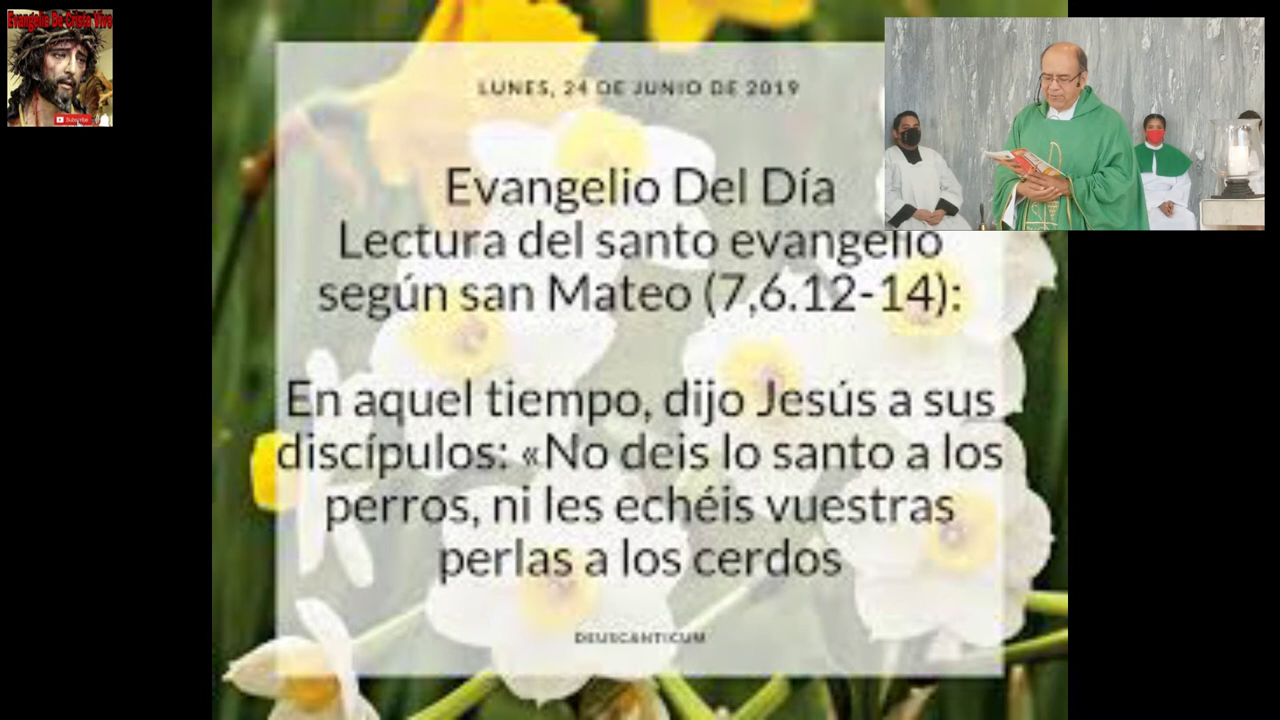 Evangelio De Cristo Vivo
Subscribe
LUNES, 24 DE JUNIO DE 2019
Evangelio Del Día
Lectura del santo evangelio
según san Mateo (7,6.12-14):
En aquel tiempo, dijo Jesús a sus
discípulos: «No deis lo santo a los
perros, ni les echéis vuestras
perlas a los cerdos
DEUSCANTICUM